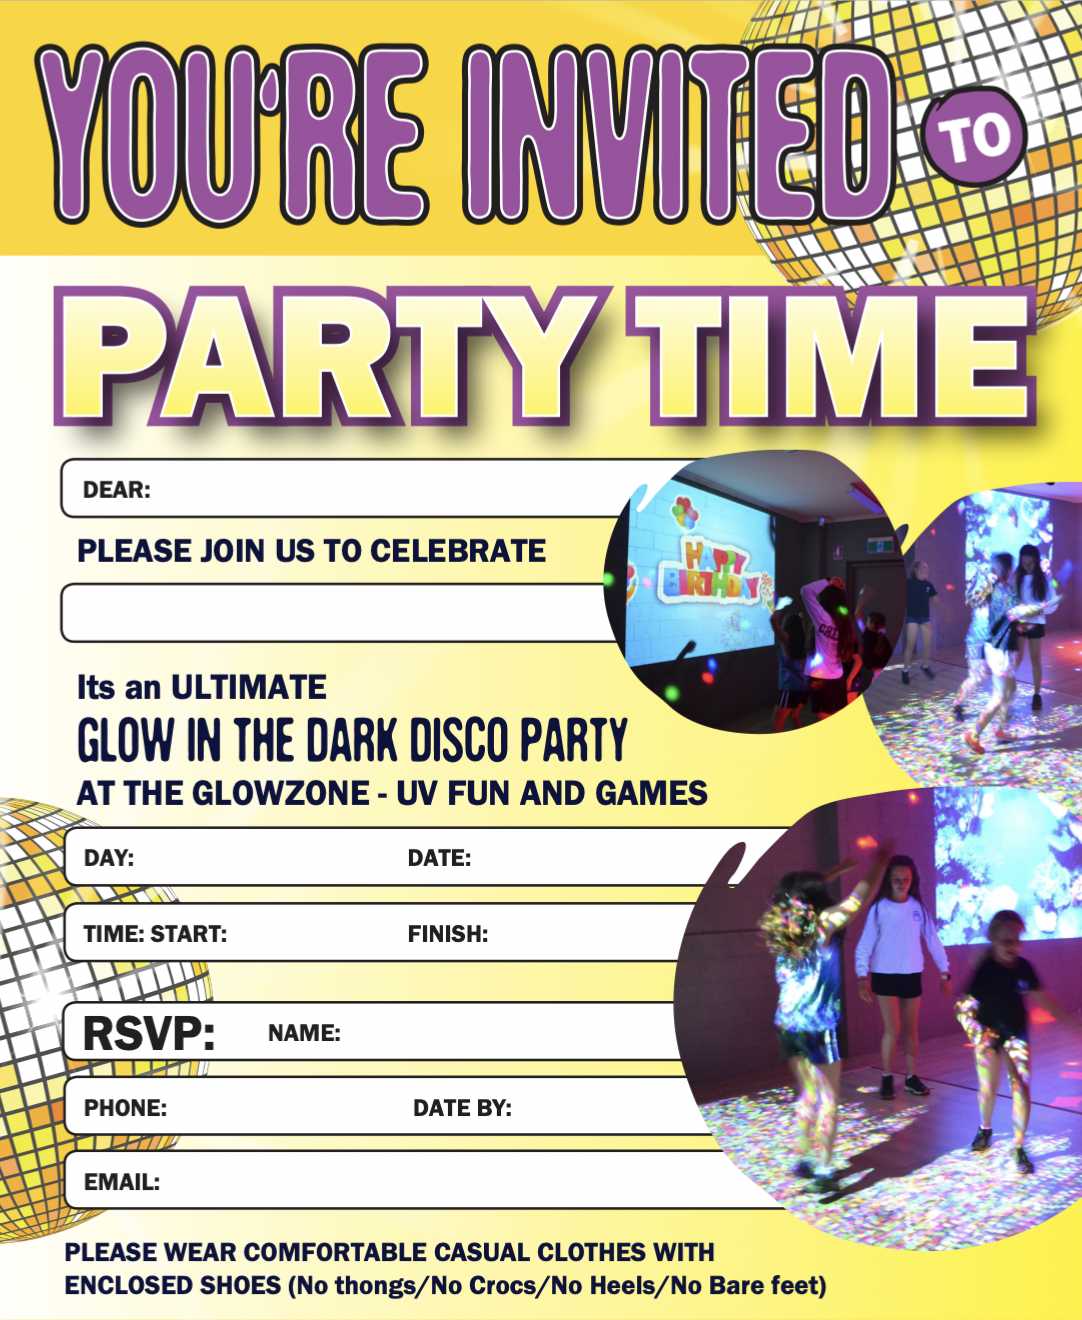 YOU'RE INVITED TO
PARTY TIME
DEAR:
PLEASE JOIN US TO CELEBRATE
HAPPY
BIRTHDAY
Its an ULTIMATE
GLOW IN THE DARK DISCO PARTY
AT THE GLOWZONE - UV FUN AND GAMES
DAY: DATE:
TIME: START: FINISH:
RSVP: NAME:
PHONE: DATE BY:
EMAIL:
PLEASE WEAR COMFORTABLE CASUAL CLOTHES WITH
ENCLOSED SHOES (No thongs/No Crocs/No Heels/No Bare feet)